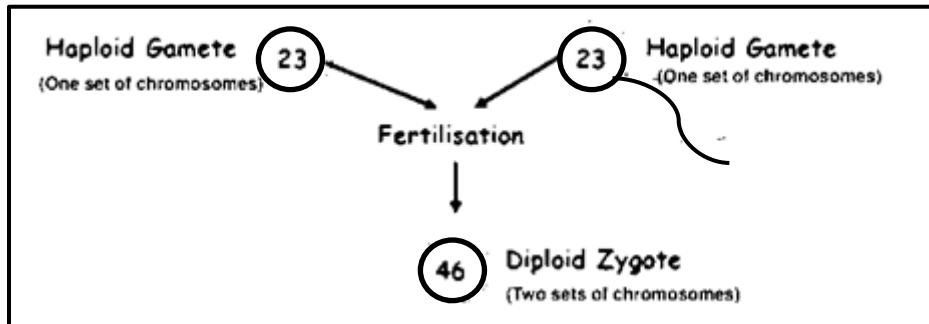 Haploid Gamete
(One set of chromosomes)
23
23
Haploid Gamete
(One set of chromosomes)
Fertilisation
46
Diploid Zygote
(Two sets of chromosomes)